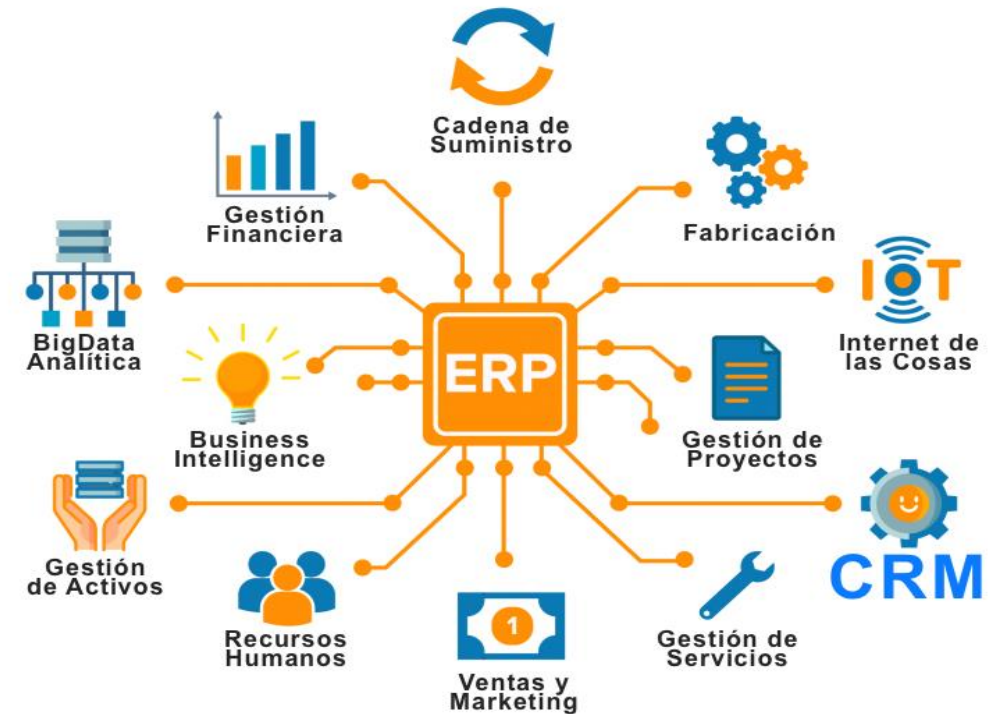 Cadena de
Suministro
Gestión
Financiera
Fabricación
BigData
Analítica
IoT
Internet de
las Cosas
ERP
Business
Intelligence
Gestión de
Proyectos
Gestión
de Activos
CRM
Recursos
Humanos
1
Ventas y
Marketing
Gestión de
Servicios